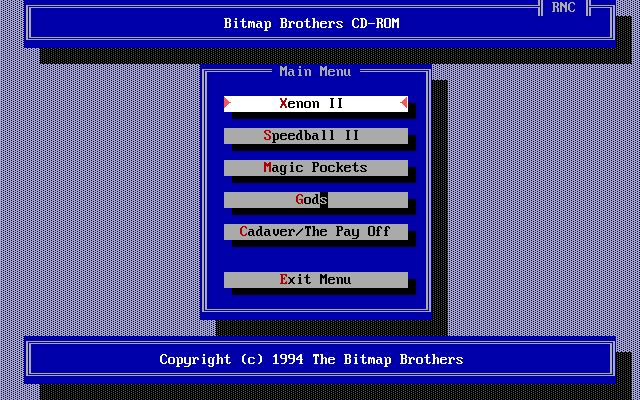 RNC
Bitmap Brothers CD-ROM
Main Menu
Xenon II
Speedball II
Magic Pockets
Gods
Cadaver/The Pay Off
Exit Menu
Copyright (c) 1994 The Bitmap Brothers